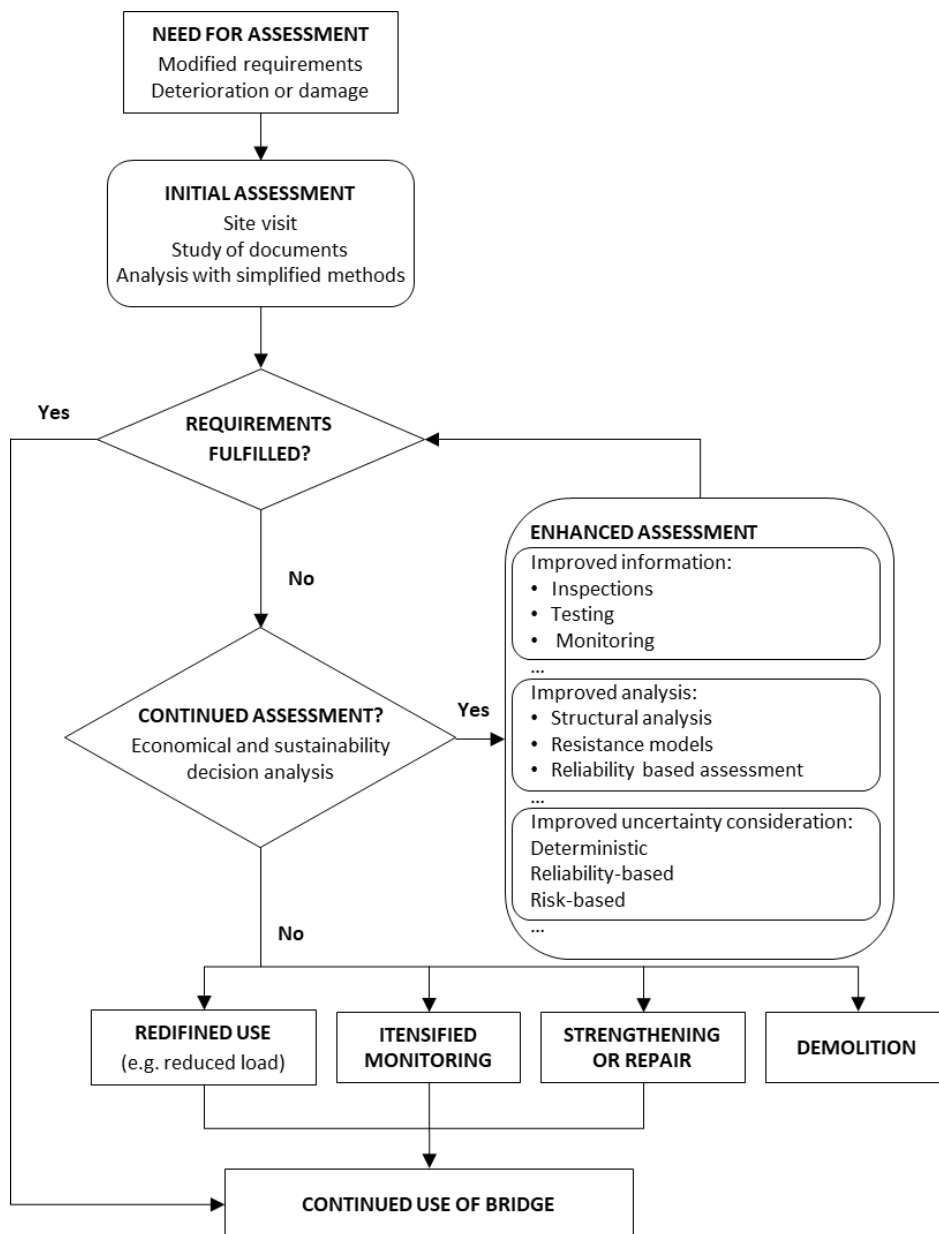 NEED FOR ASSESSMENT
Modified requirements
Deterioration or damage
INITIAL ASSESSMENT
Site visit
Study of documents
Analysis with simplified methods
Yes
REQUIREMENTS
FULFILLED?
No
CONTINUED ASSESSMENT?
Economical and sustainability
decision analysis
Yes
ENHANCED ASSESSMENT
Improved information:
• Inspections
• Testing
• Monitoring
...
Improved analysis:
• Structural analysis
• Resistance models
• Reliability based assessment
...
Improved uncertainty consideration:
Deterministic
Reliability-based
Risk-based
...
No
REDIFINED USE
(e.g. reduced load)
ITENSIFIED
MONITORING
STRENGTHENING
OR REPAIR
DEMOLITION
CONTINUED USE OF BRIDGE